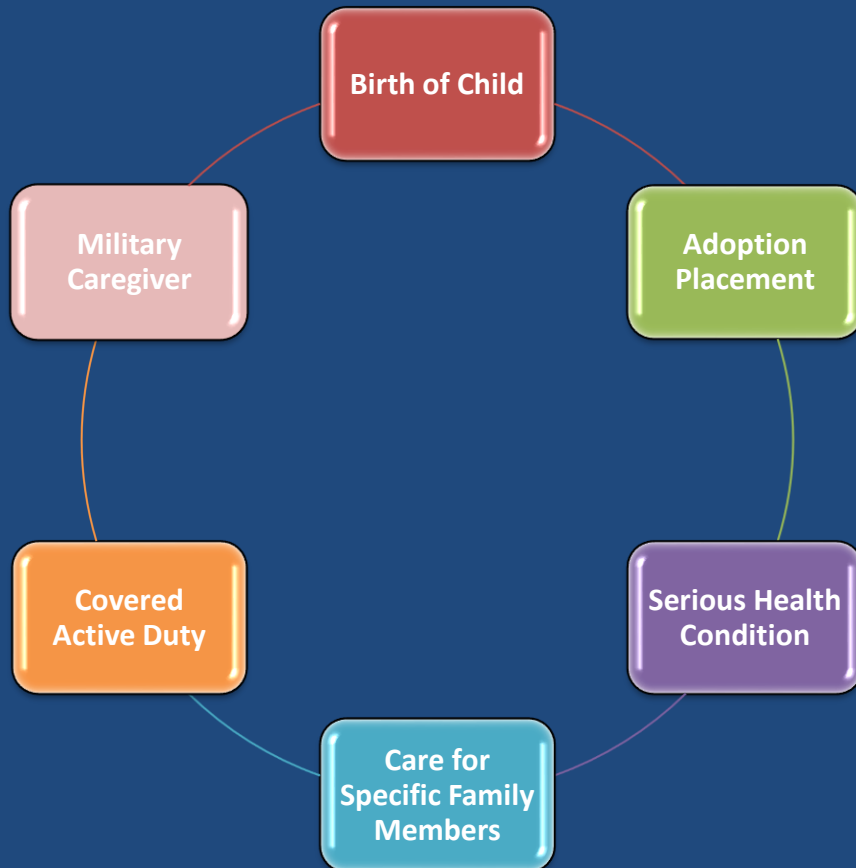 Birth of Child
Adoption
Placement
Serious Health
Condition
Care for
Specific Family
Members
Covered
Active Duty
Military
Caregiver